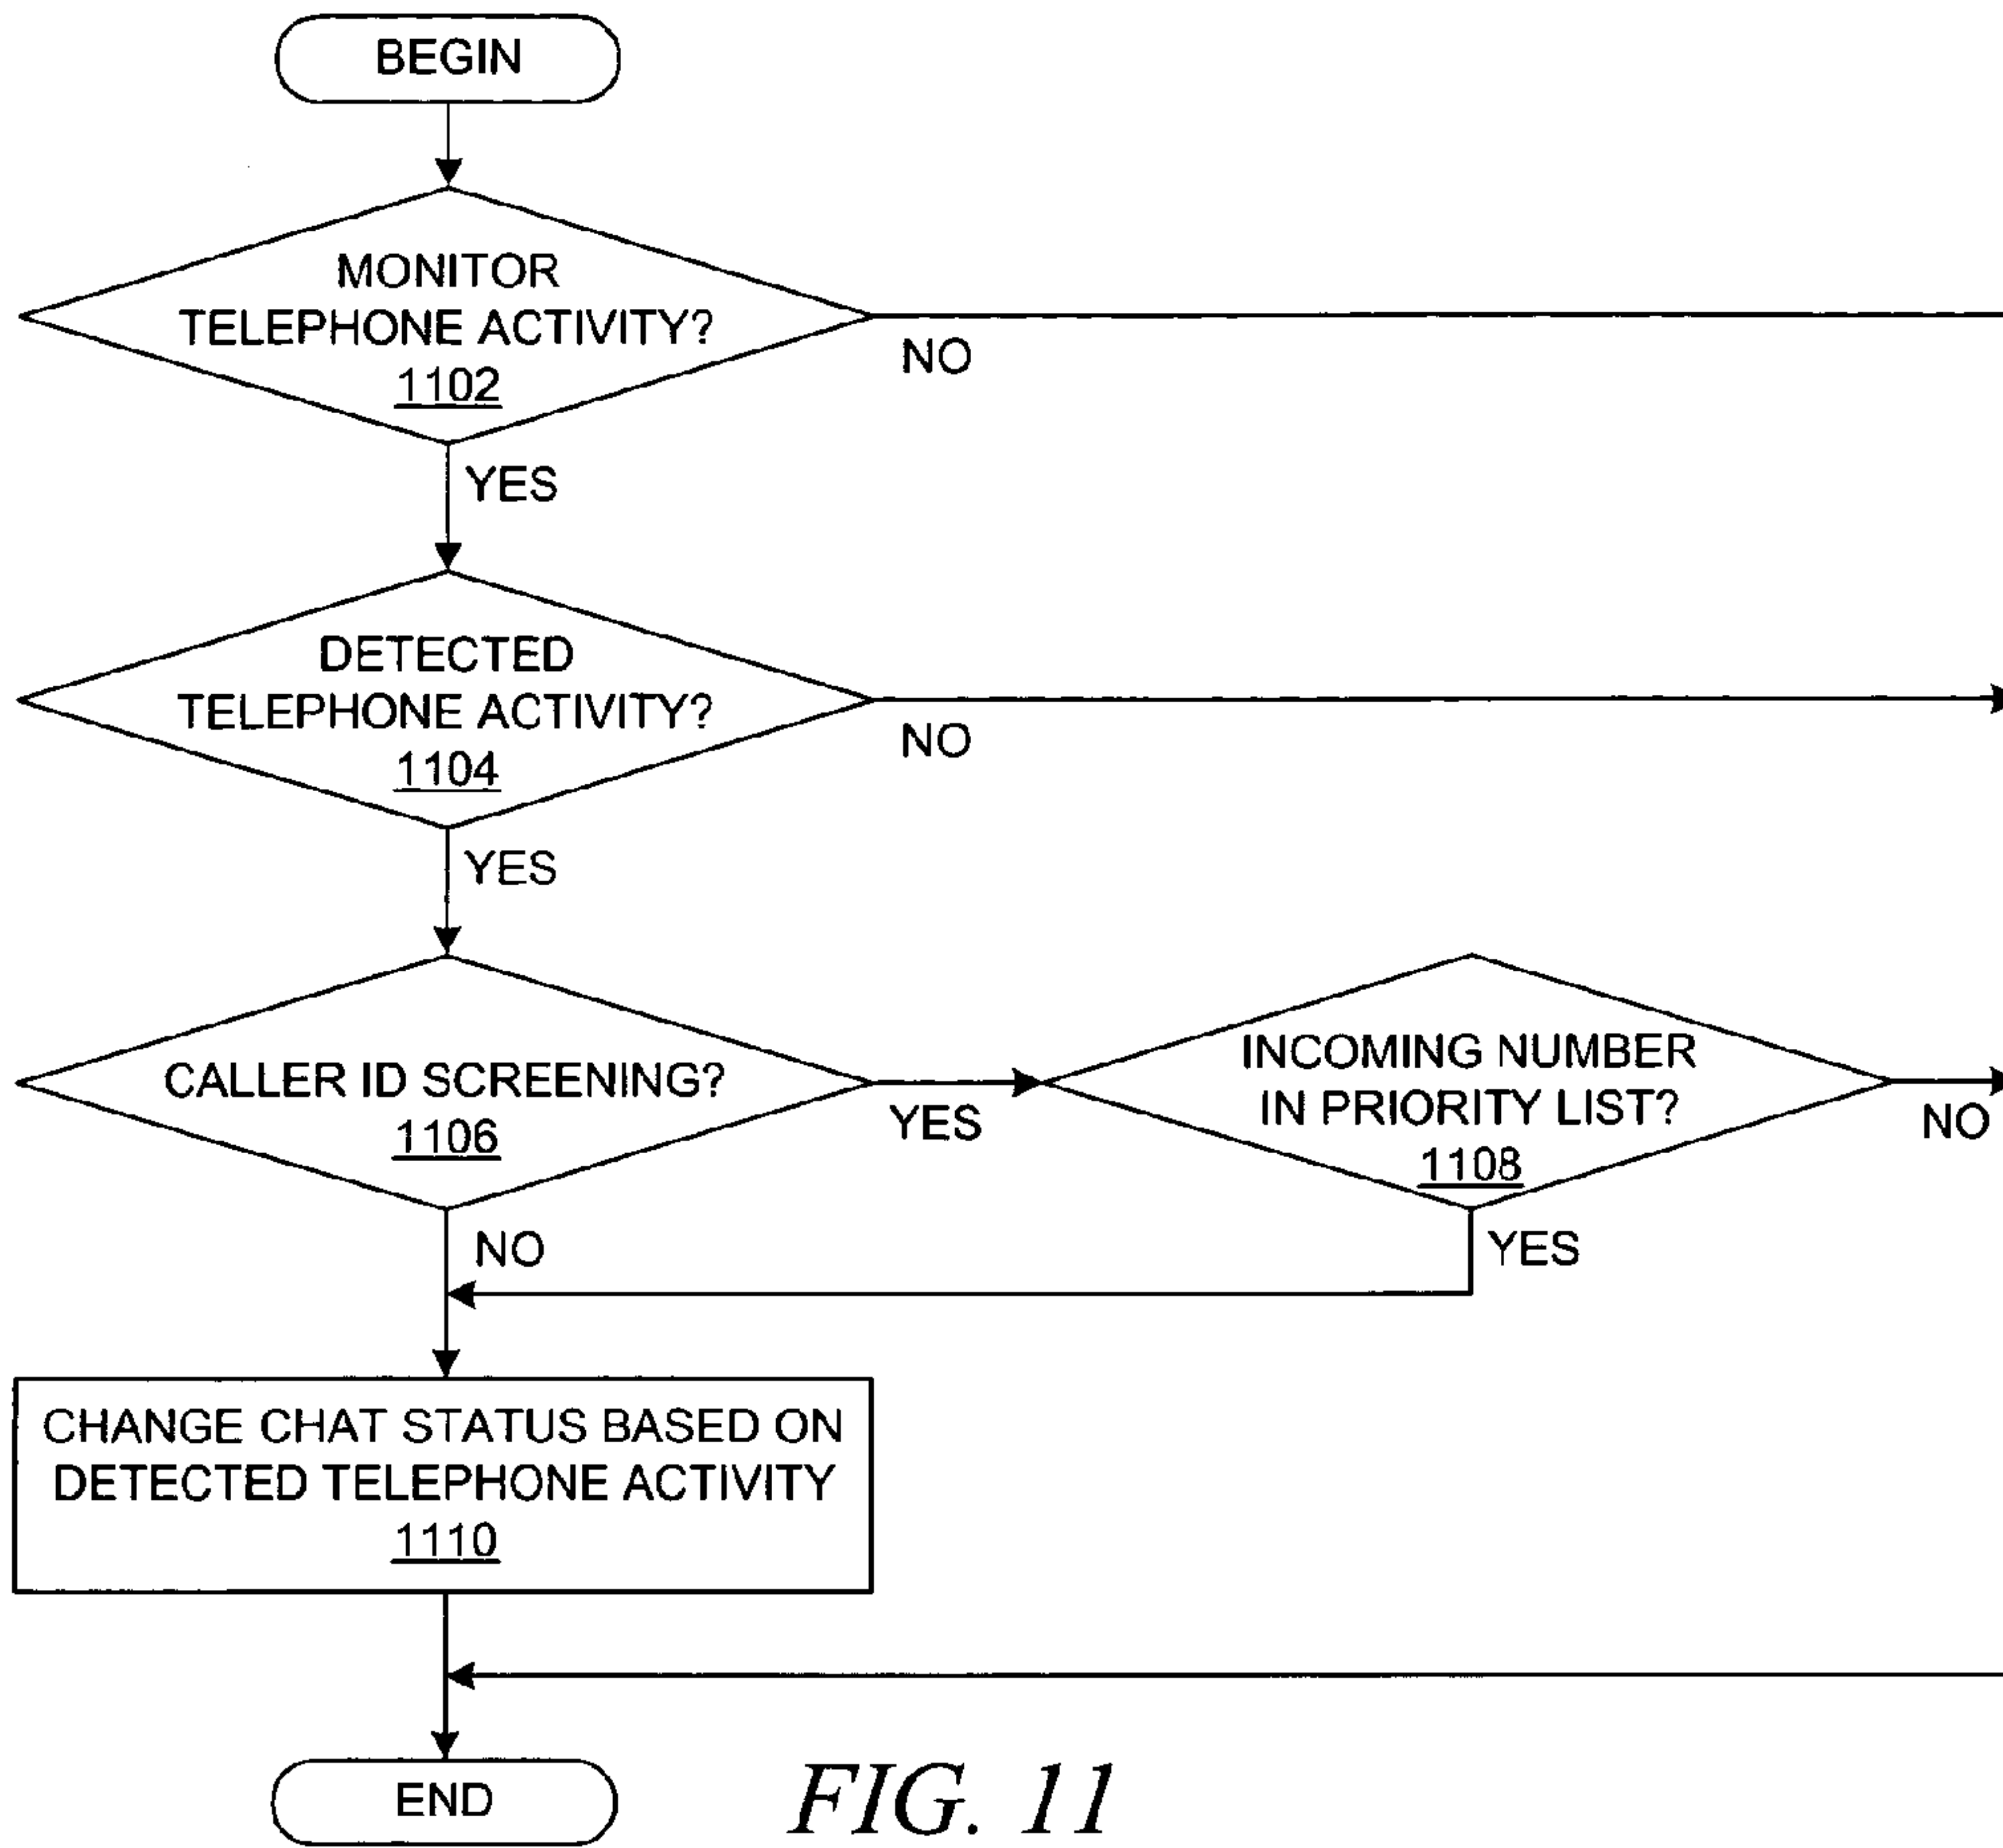 BEGIN
MONITOR
TELEPHONE ACTIVITY?
1102
NO
YES
DETECTED
TELEPHONE ACTIVITY?
1104
NO
YES
CALLER ID SCREENING?
1106
YES
INCOMING NUMBER
IN PRIORITY LIST?
1108
NO
NO
YES
CHANGE CHAT STATUS BASED ON
DETECTED TELEPHONE ACTIVITY
1110
END
FIG. 11